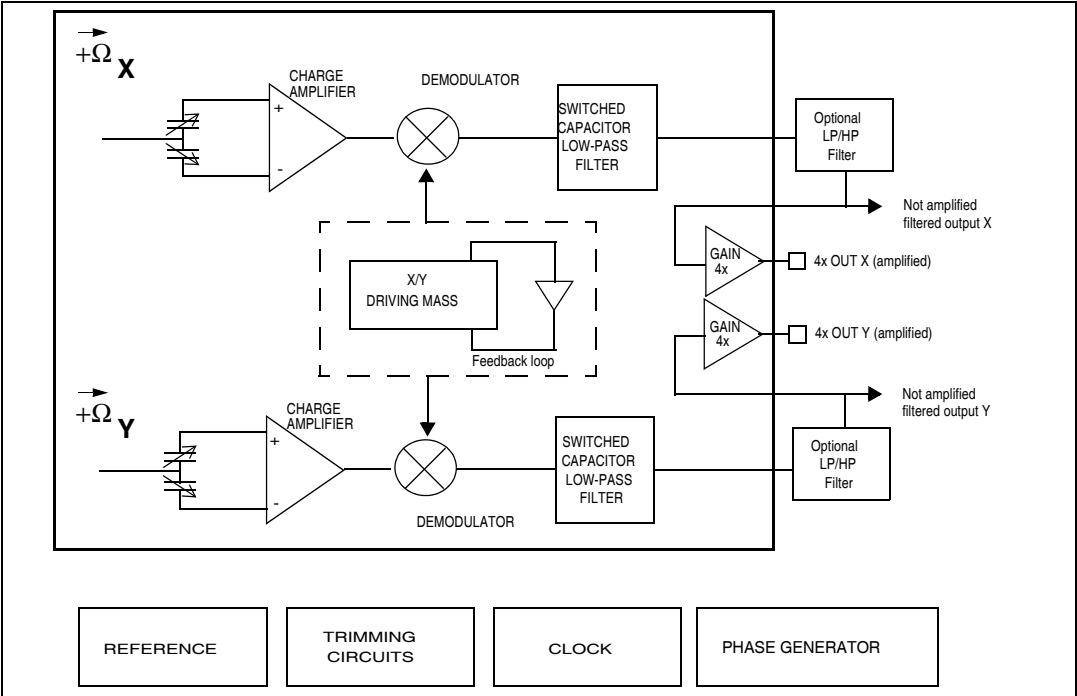 +Ω X
CHARGE
AMPLIFIER
DEMODULATOR
+
-
SWITCHED
CAPACITOR
LOW-PASS
FILTER
Optional
LP/HP
Filter
Not amplified
filtered output X
GAIN
4x
4x OUT X (amplified)
X/Y
DRIVING MASS
Feedback loop
GAIN
4x
4x OUT Y (amplified)
Not amplified
filtered output Y
+Ω Y
CHARGE
AMPLIFIER
+
-
DEMODULATOR
SWITCHED
CAPACITOR
LOW-PASS
FILTER
Optional
LP/HP
Filter
REFERENCE
TRIMMING
CIRCUITS
CLOCK
PHASE GENERATOR